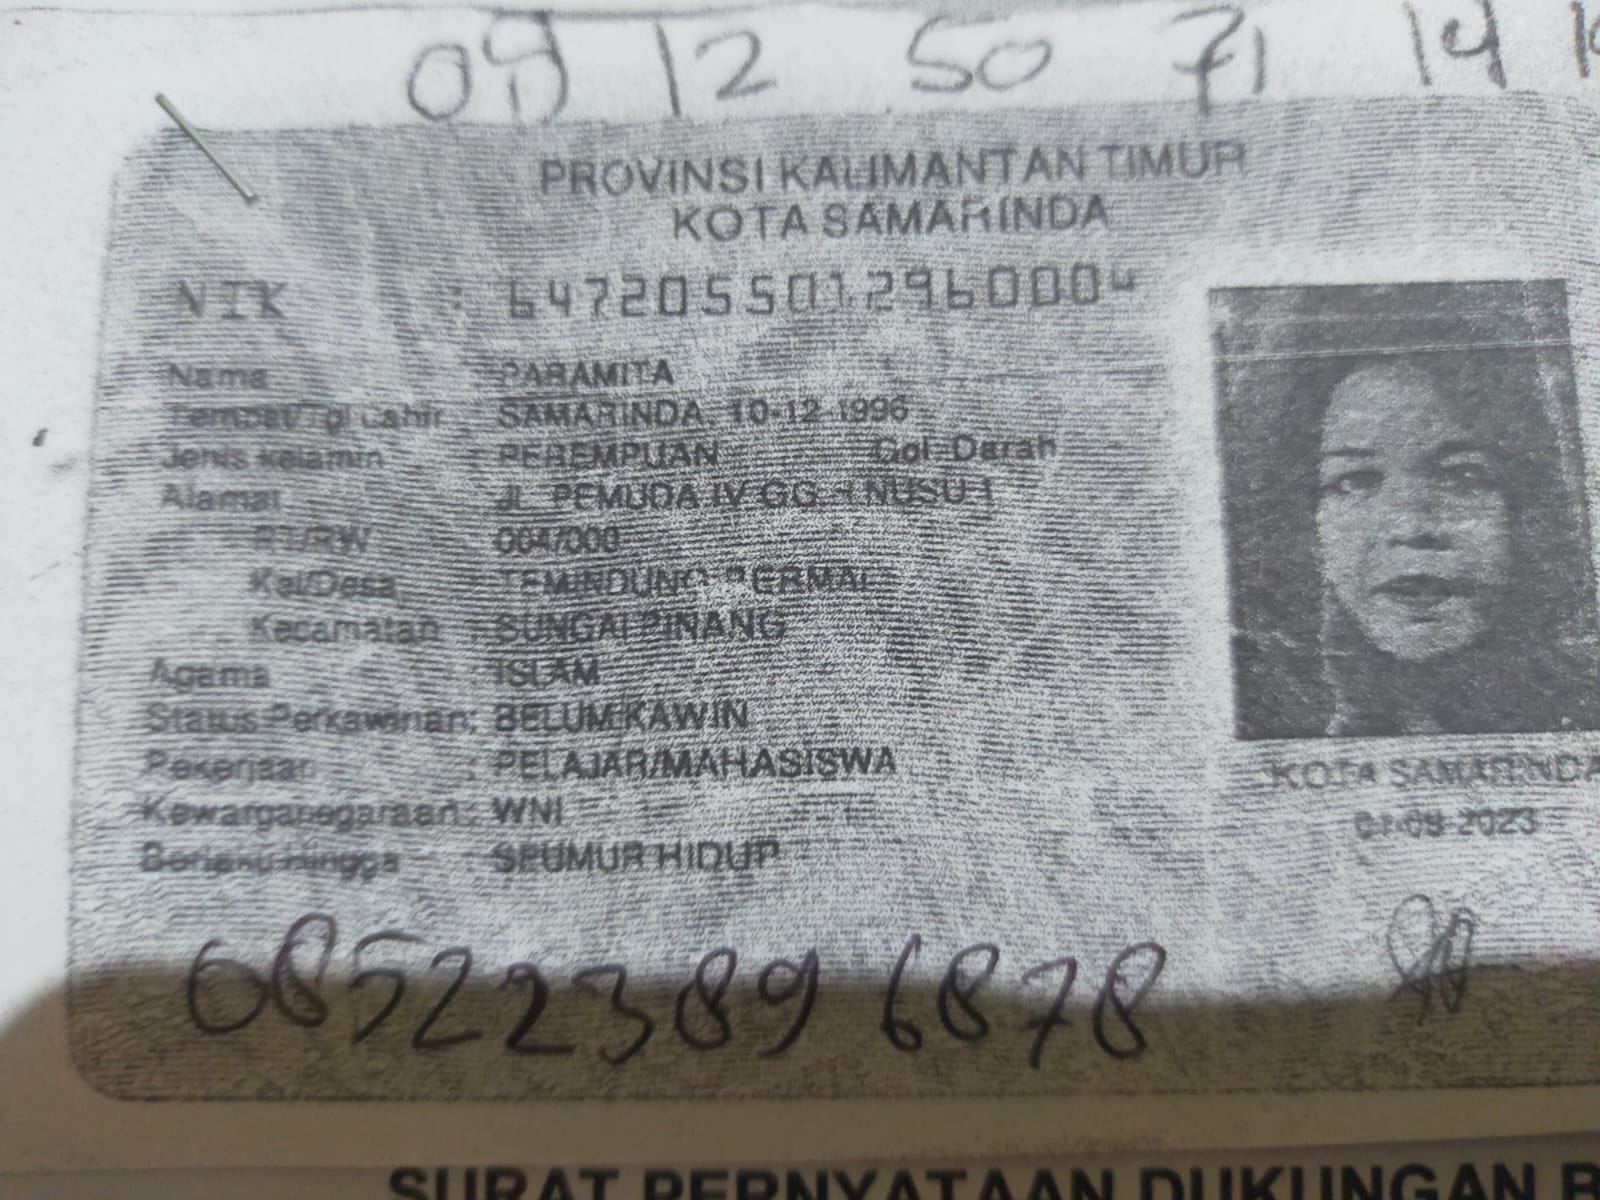 12 50 71 14
PROVINSI KALIMANTAN TIMUR
KOTA SAMARINDA
NIK : 6472055012960004
Nama PARAMITA
Tempat/Tgl Lahir SAMARINDA, 10-12-1996
Jenis kelamin PEREMPUAN Gol Darah
Alamat JL PEMUDA IV GG
RT/RW 004/000
Kel/Desa TEMINDUNG PERMAI
Kecamatan : SUNGAI PINANG
Agama ISLAM
Status Perkawinan: BELUM KAWIN
Pekerjaan : PELAJAR/MAHASISWA
Kewarganegaraan: WNI
Berlaku Hingga : SEUMUR HIDUP
KOTA SAMARINDA
2023
085223896878
SURAT PERNYATAAN DUKUNGAN